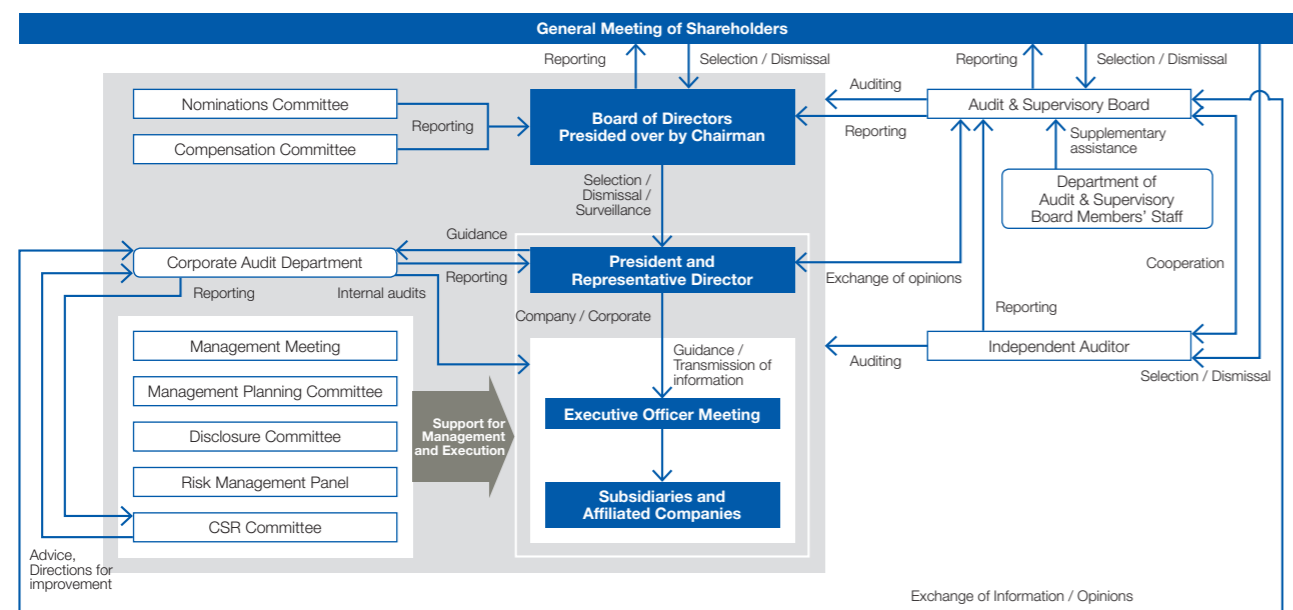 General Meeting of Shareholders
Reporting
Selection / Dismissal
Reporting
Selection / Dismissal
Nominations Committee
Compensation Committee
Reporting
Board of Directors
Presided over by Chairman
Auditing
Reporting
Audit & Supervisory Board
Supplementary
assistance
Department of
Audit & Supervisory
Board Members’ Staff
Selection /
Dismissal /
Surveillance
Guidance
Corporate Audit Department
Reporting
Reporting
Internal audits
President and
Representative Director
Exchange of opinions
Cooperation
Reporting
Company / Corporate
Management Meeting
Management Planning Committee
Disclosure Committee
Risk Management Panel
CSR Committee
Support for
Management
and Execution
Guidance /
Transmission of
information
Auditing
Independent Auditor
Selection / Dismissal
Executive Officer Meeting
Subsidiaries and
Affiliated Companies
Advice,
Directions for
improvement
Exchange of Information / Opinions